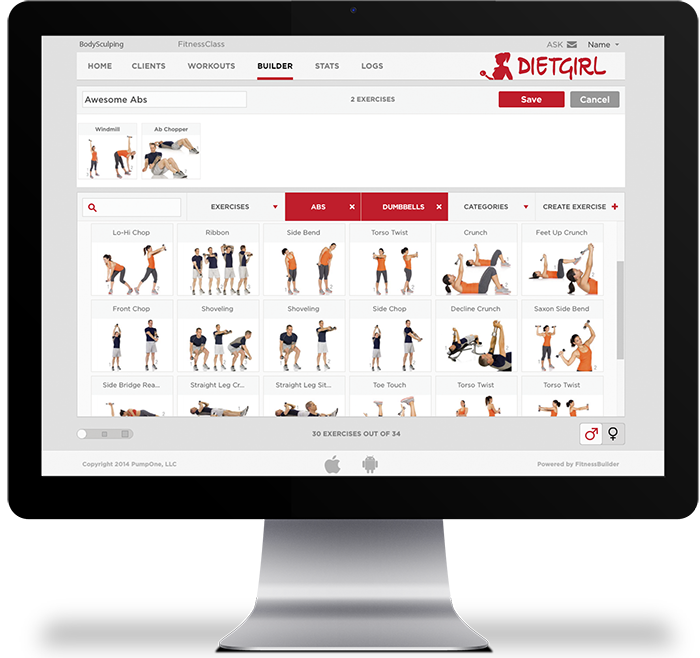 BodySculping FitnessClass ASK Name
HOME CLIENTS WORKOUTS BUILDER STATS LOGS DIETGIRL
Awesome Abs 2 EXERCISES Save Cancel
Windmill Ab Chopper
EXERCISES ABS × DUMBBELLS × CATEGORIES CREATE EXERCISE +
Lo-Hi Chop Ribbon Side Bend Torso Twist Crunch Feet Up Crunch
Front Chop Shoveling Shoveling Side Chop Decline Crunch Saxon Side Bend
Side Bridge Rea... Straight Leg Cr... Straight Leg Sit... Toe Touch Torso Twist Torso Twist
30 EXERCISES OUT OF 34
Copyright 2014 PumpOne, LLC Powered by FitnessBuilder